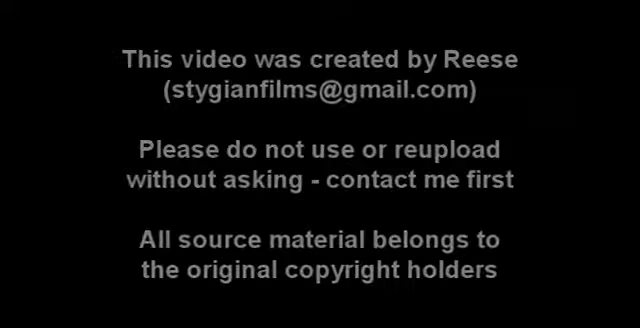 This video was created by Reese
(stygianfilms@gmail.com)
Please do not use or reupload
without asking - contact me first
All source material belongs to
the original copyright holders